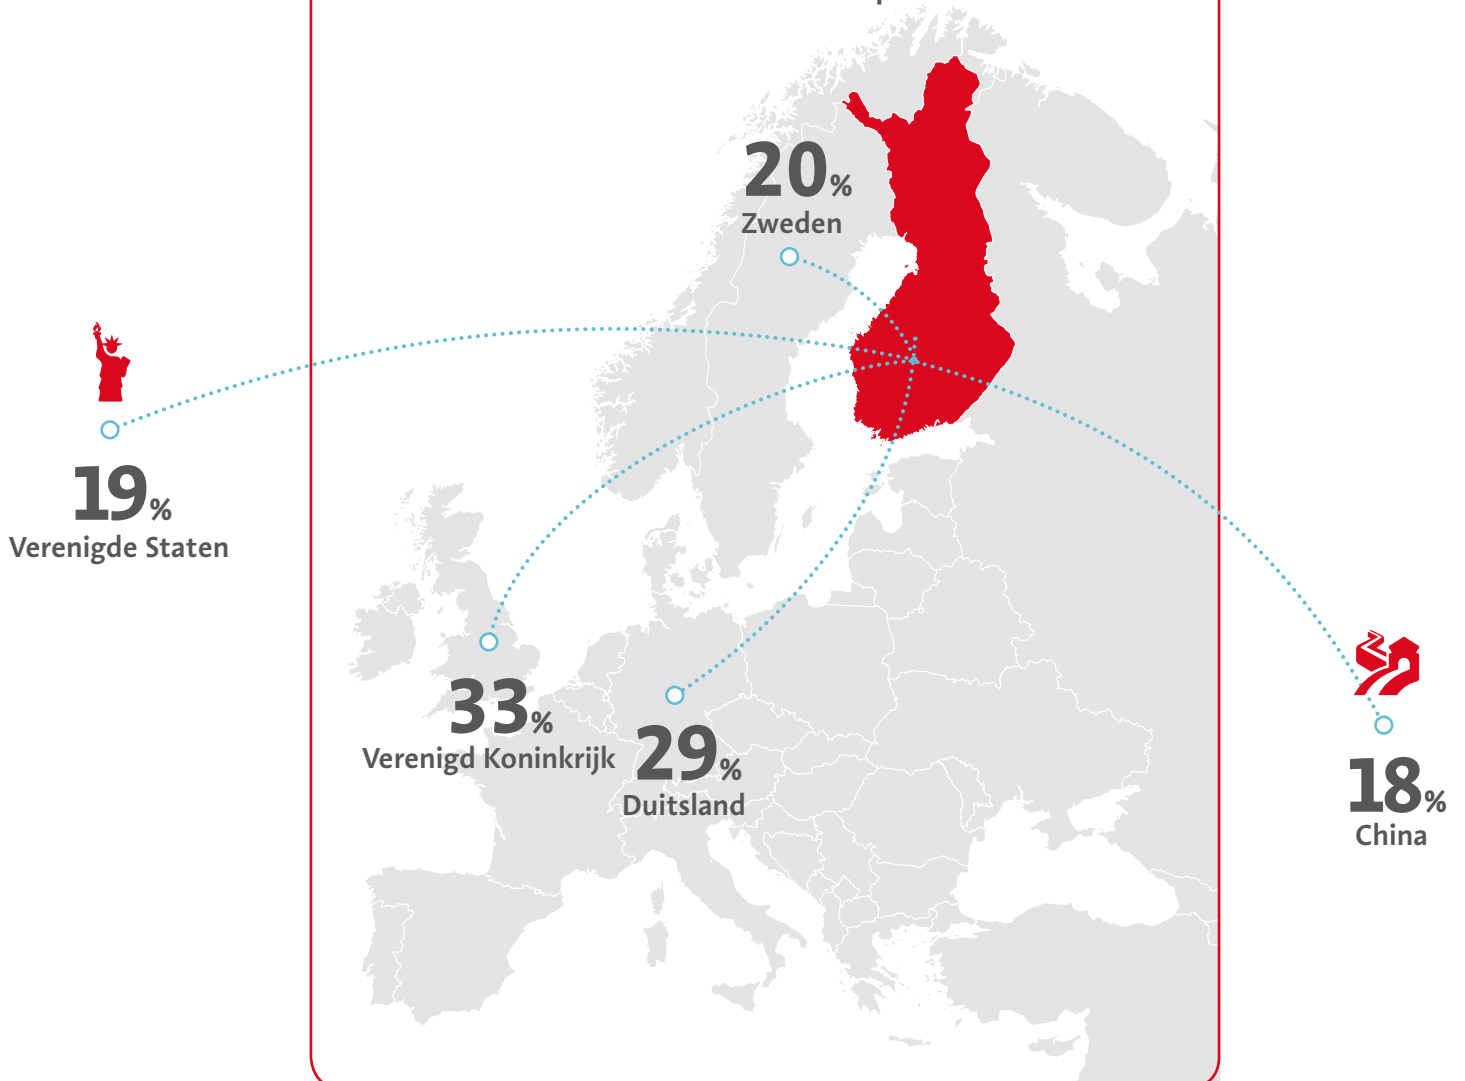 20%
Zweden
19%
Verenigde Staten
33%
Verenigd Koninkrijk
29%
Duitsland
18%
China